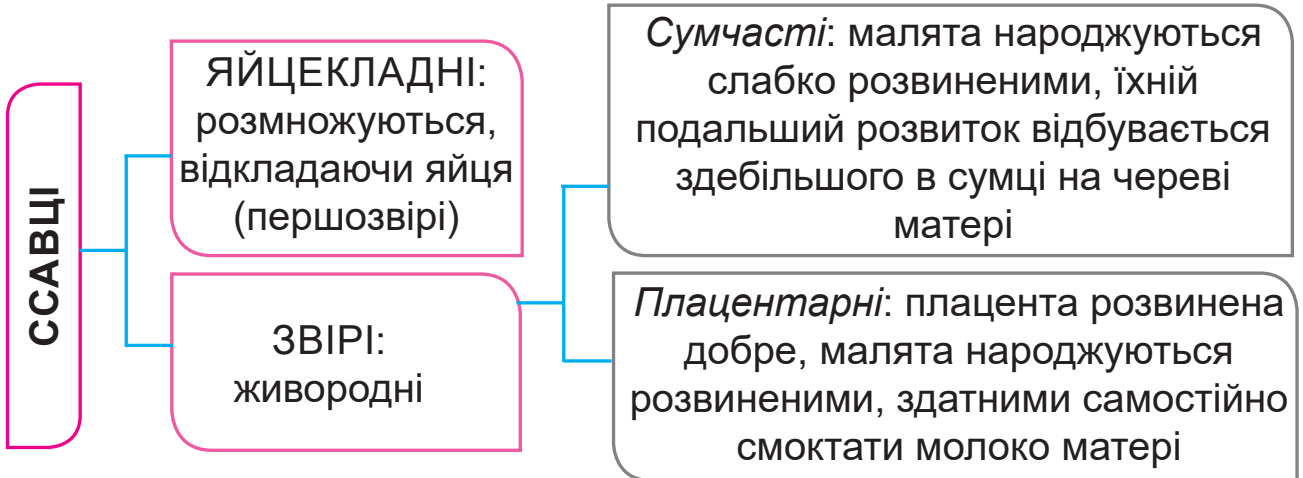 ССАВЦІ
ЯЙЦЕКЛАДНІ:
розмножуються,
відкладаючи яйця
(першозвірі)
ЗВІРІ:
живородні
Сумчасті: малята народжуються
слабко розвиненими, їхній
подальший розвиток відбувається
здебільшого в сумці на череві
матері
Плацентарні: плацента розвинена
добре, малята народжуються
розвиненими, здатними самостійно
смоктати молоко матері